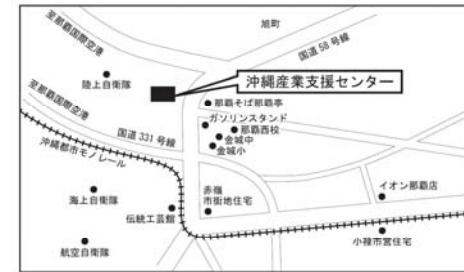 旭町
至那覇国際空港
国道58号線
陸上自衛隊
沖縄産業支援センター
至那覇国際空港
那覇そば那覇亭
ガソリンスタンド
那覇西校
金城中
金城小
国道331号線
沖縄都市モノレール
海上自衛隊
赤嶺
市街地住宅
イオン那覇店
伝統工芸館
小禄市営住宅
航空自衛隊